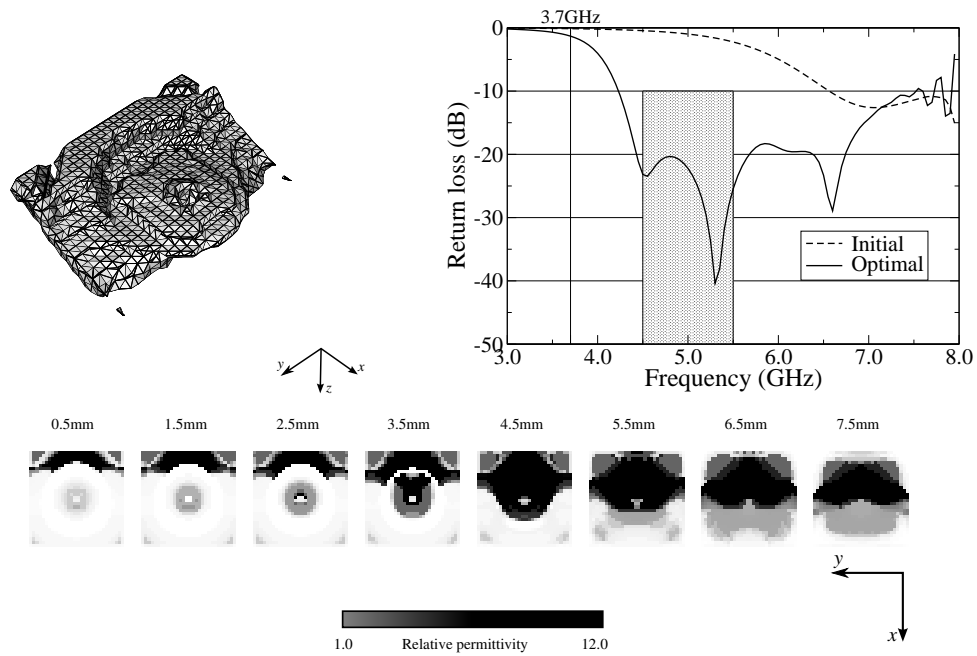 3.7GHz
0
-10
-20
-30
-40
-50
Return loss (dB)
Initial
Optimal
3.0 4.0 5.0 6.0 7.0 8.0
Frequency (GHz)
y
x
z
0.5mm 1.5mm 2.5mm 3.5mm 4.5mm 5.5mm 6.5mm 7.5mm
y
x
1.0 Relative permittivity 12.0